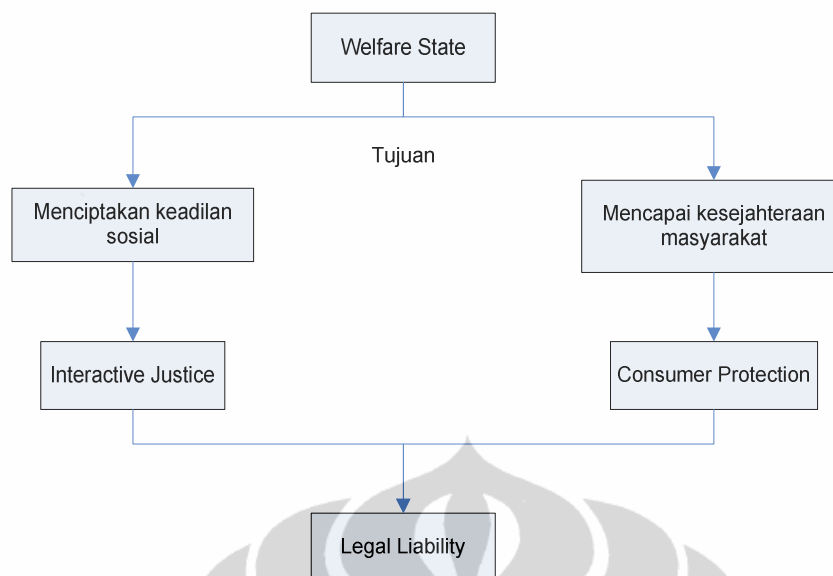 Welfare State
Tujuan
Menciptakan keadilan
sosial
Mencapai kesejahteraan
masyarakat
Interactive Justice
Consumer Protection
Legal Liability